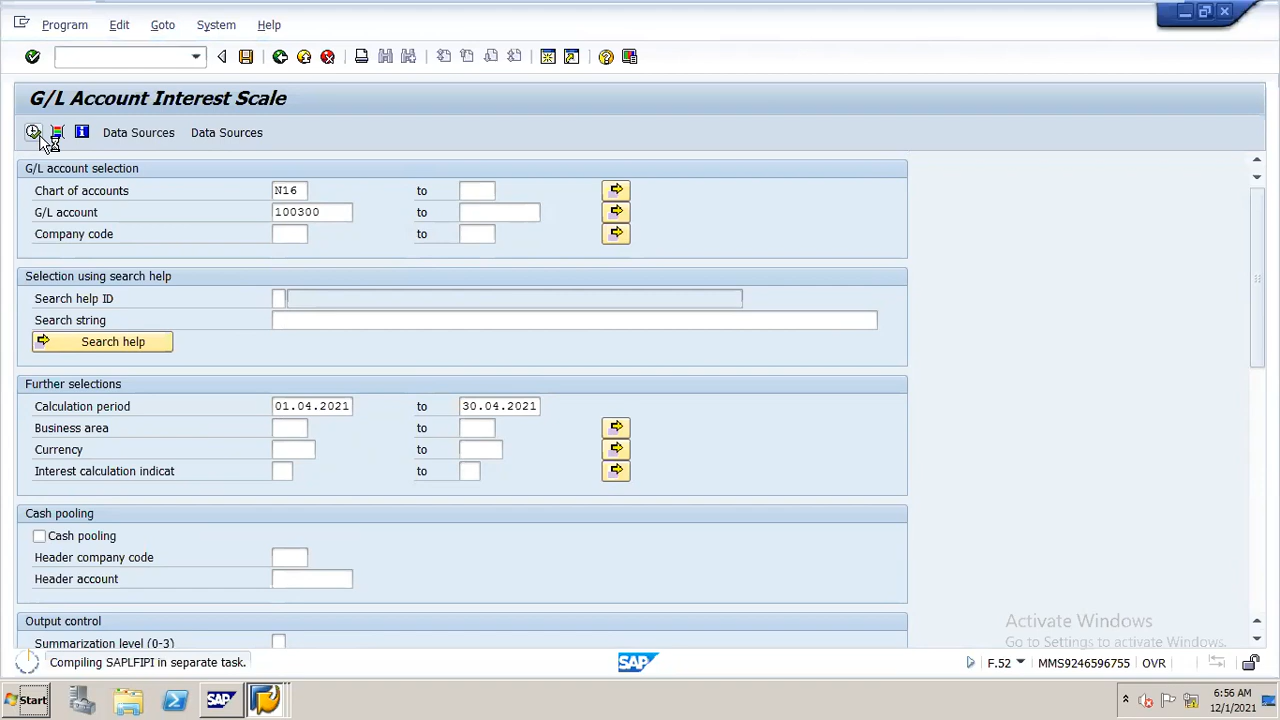 Program Edit Goto System Help
G/L Account Interest Scale
Data Sources Data Sources
G/L account selection
Chart of accounts N16 to
G/L account 100300 to
Company code to
Selection using search help
Search help ID
Search string
Search help
Further selections
Calculation period 01.04.2021 to 30.04.2021
Business area to
Currency to
Interest calculation indicat to
Cash pooling
Cash pooling
Header company code
Header account
Output control
Summarization level (0-3)
Activate Windows
Go to Settings to activate Windows.
Compiling SAPLFIPI in separate task. SAP F.52 MMS9246596755 OVR
Start SAP 6:56 AM
12/1/2021